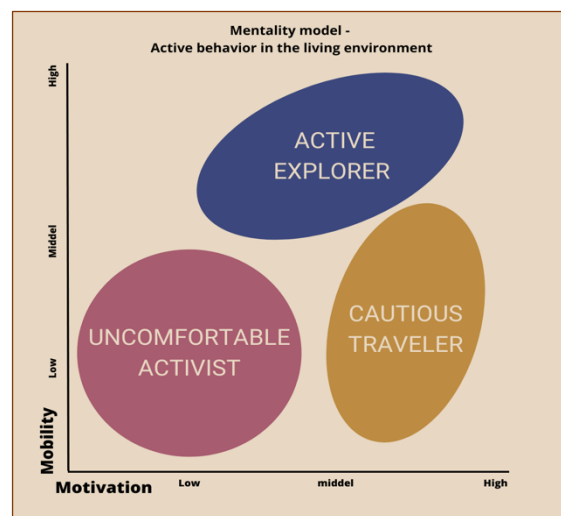 Mentality model -
Active behavior in the living environment
High
ACTIVE
EXPLORER
Middel
UNCOMFORTABLE
ACTIVIST
CAUTIOUS
TRAVELER
Low
Mobility
Motivation
Low
middel
High